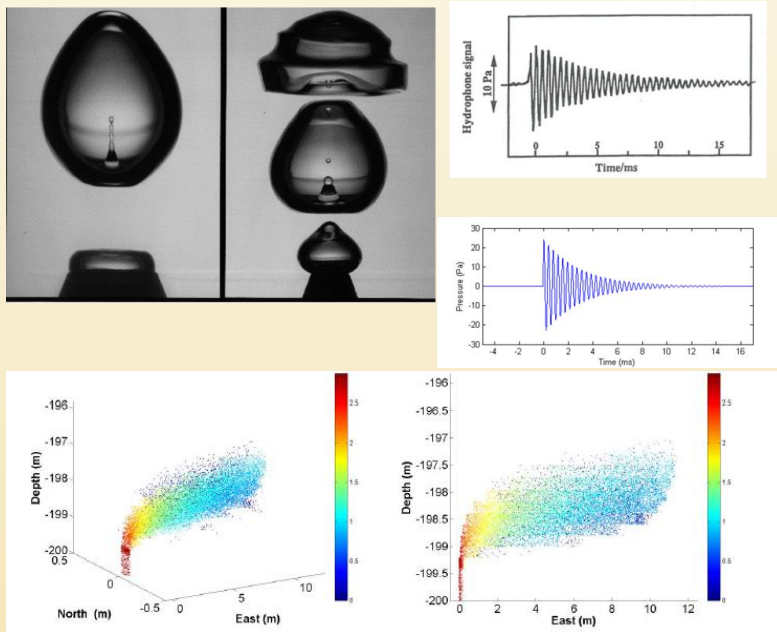 Hydrophone signal
10 Pa
0 5 10 15
Time/ms
30
20
10
0
-10
-20
-30
Pressure (Pa)
-4 -2 0 2 4 6 8 10 12 14 16
Time (ms)
-196
-197
-198
-199
-200
Depth (m)
0.5
0
-0.5
North (m)
0 5 10
East (m)
2.5
2
1.5
1
0.5
0
-196
-196.5
-197
-197.5
-198
-198.5
-199
-199.5
-200
Depth (m)
0 2 4 6 8 10 12
East (m)
2.5
2
1.5
1
0.5
0